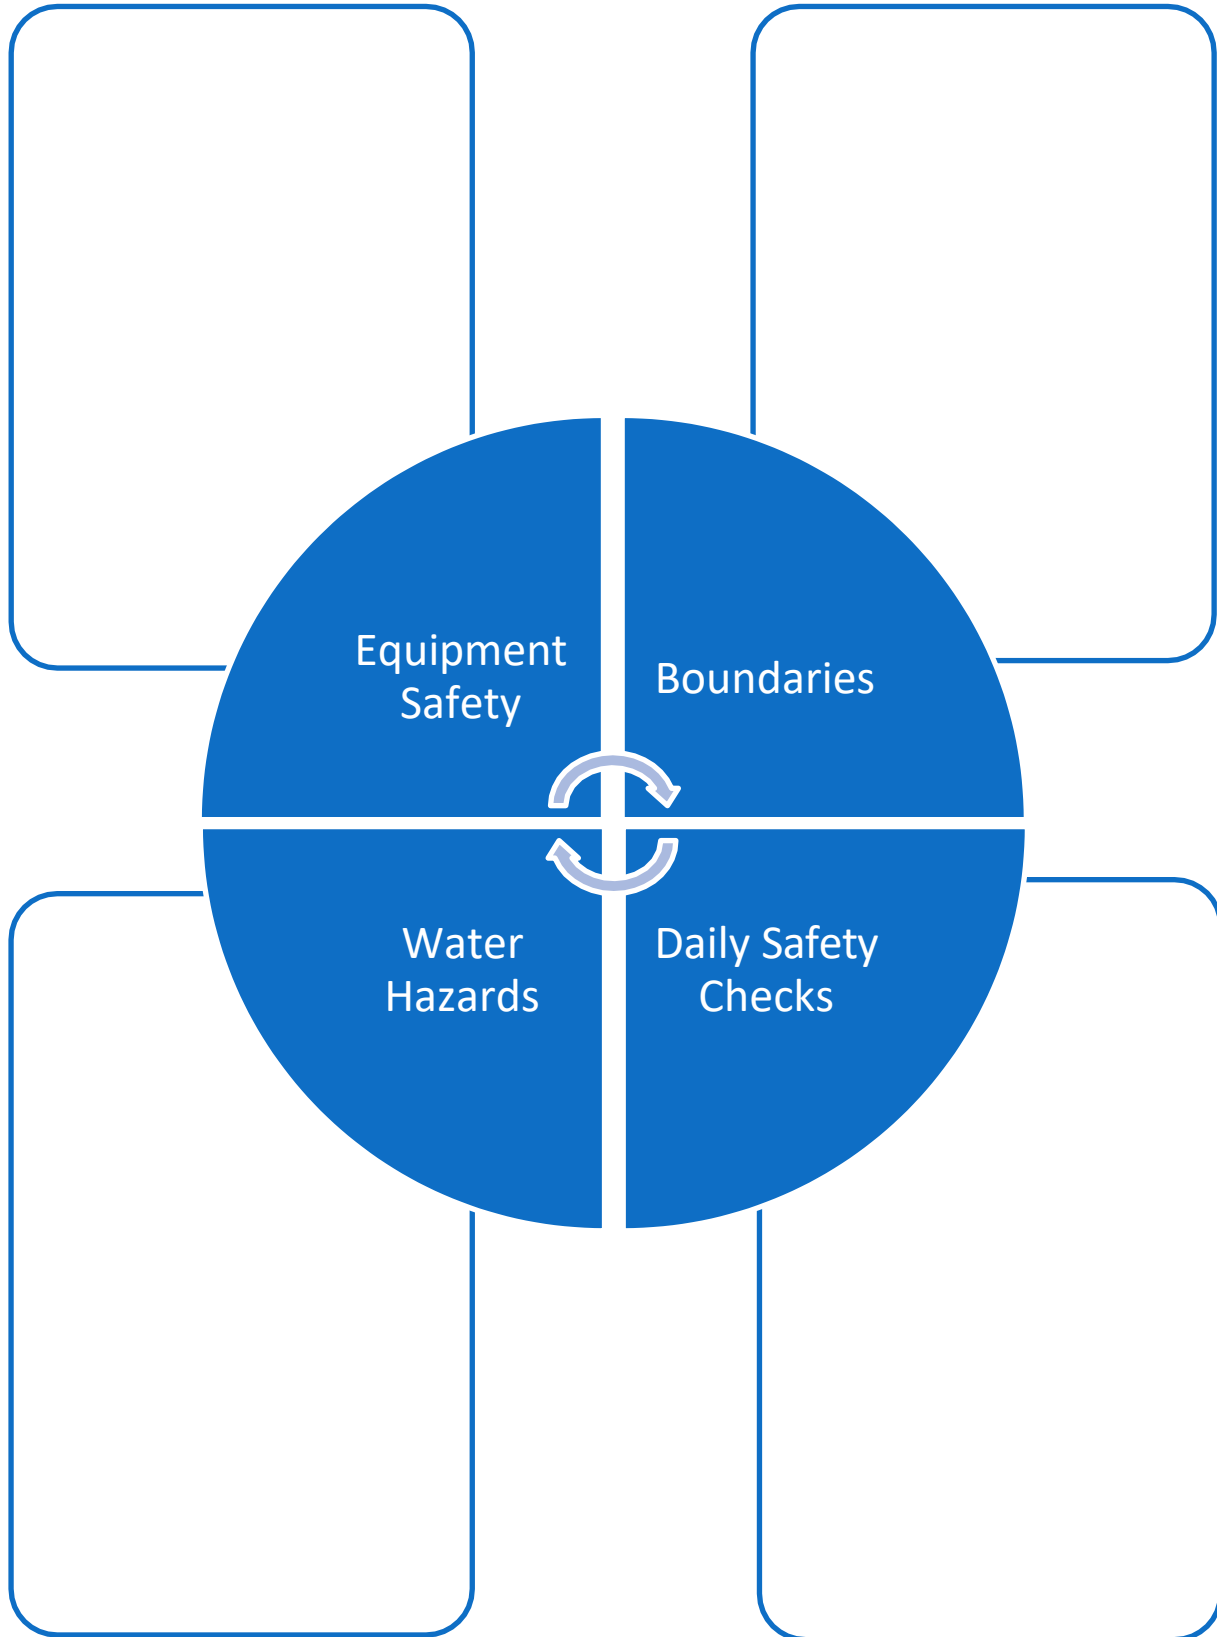 Equipment
Safety
Boundaries
Water
Hazards
Daily Safety
Checks